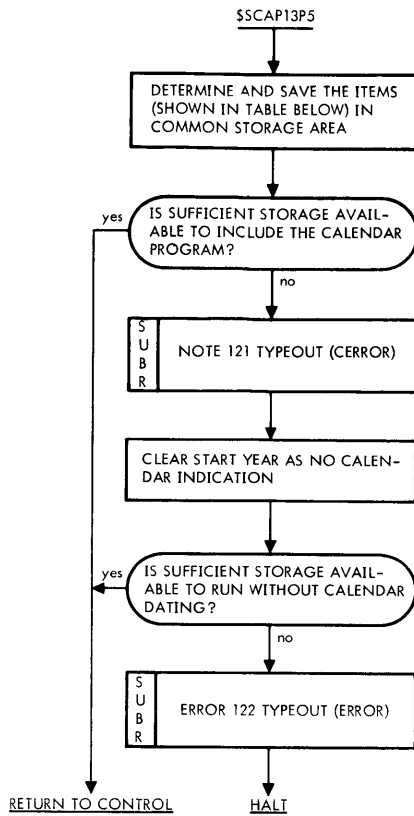 $SCAP13P5
DETERMINE AND SAVE THE ITEMS
(SHOWN IN TABLE BELOW) IN
COMMON STORAGE AREA
yes
IS SUFFICIENT STORAGE AVAIL-
ABLE TO INCLUDE THE CALENDAR
PROGRAM?
no
SUBR
NOTE 121 TYPEOUT (CERROR)
CLEAR START YEAR AS NO CALEN-
DAR INDICATION
yes
IS SUFFICIENT STORAGE AVAIL-
ABLE TO RUN WITHOUT CALENDAR
DATING?
no
SUBR
ERROR 122 TYPEOUT (ERROR)
RETURN TO CONTROL
HALT